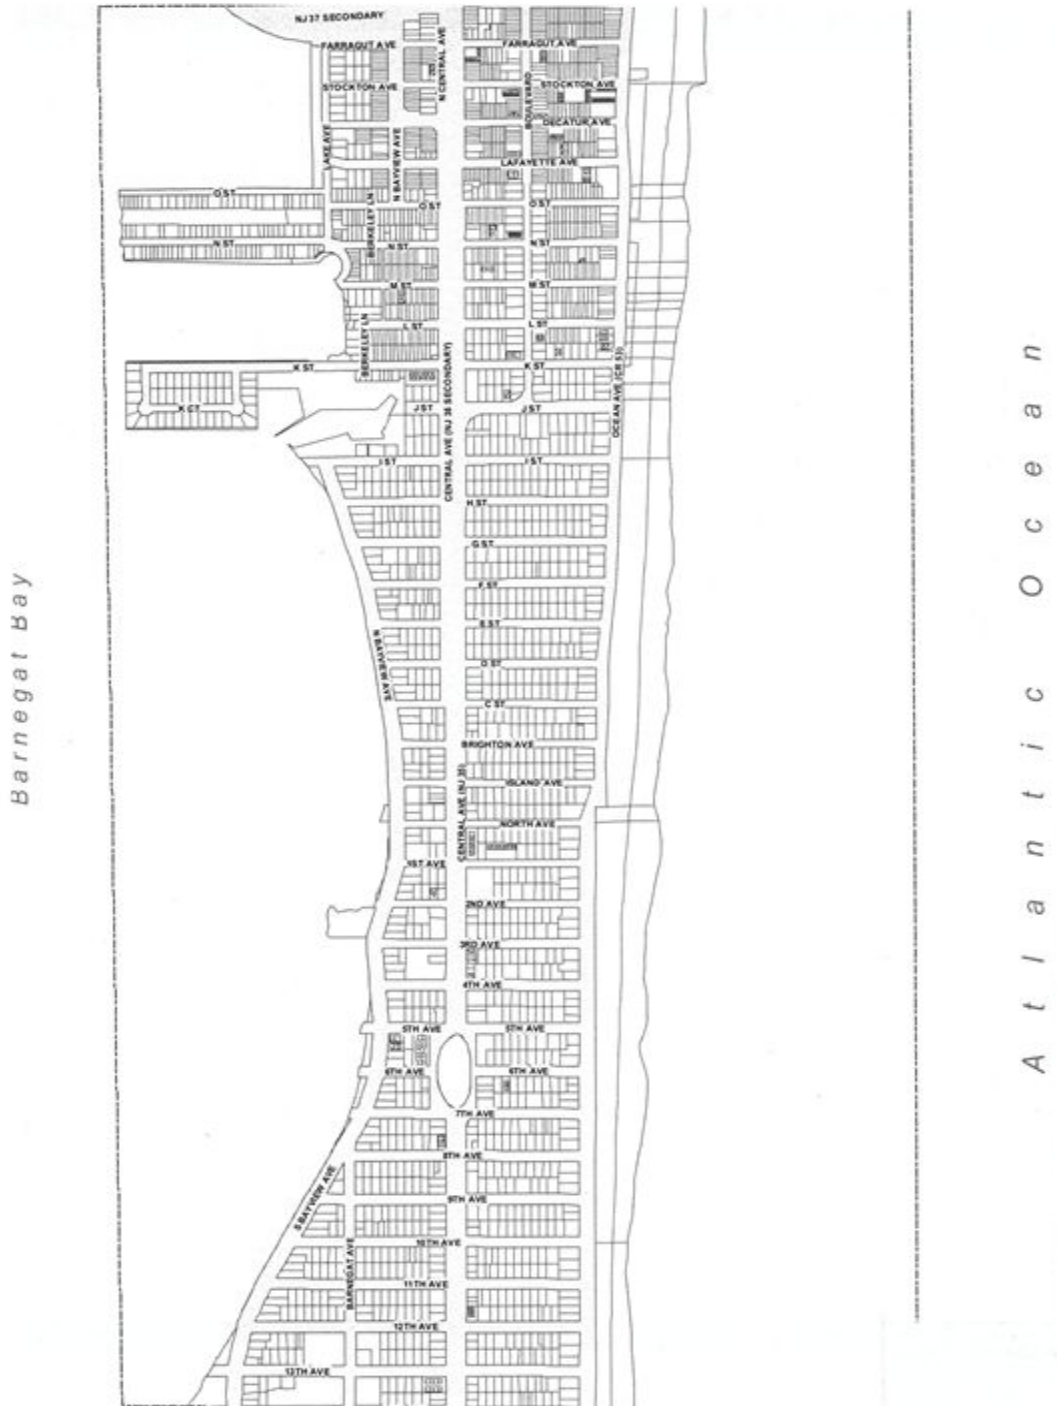 NJ 37 SECONDARY
FARRAGUT AVE
N CENTRAL AVE
FARRAGUT AVE
STOCKTON AVE
BOULEVARD
STOCKTON AVE
DECATUR AVE
LAKE AVE
N BAYVIEW AVE
LAFAYETTE AVE
O ST
BERKELEY LN
O ST
O ST
N ST
N ST
N ST
M ST
M ST
BERKELEY LN
L ST
L ST
K ST
K ST
K CT
J ST
J ST
CENTRAL AVE (NJ 35 SECONDARY)
OCEAN AVE (CR 53)
I ST
I ST
H ST
G ST
F ST
E ST
N BAYVIEW AVE
D ST
C ST
BRIGHTON AVE
ISLAND AVE
CENTRAL AVE (NJ 35)
NORTH AVE
1ST AVE
2ND AVE
3RD AVE
4TH AVE
5TH AVE
5TH AVE
6TH AVE
6TH AVE
7TH AVE
8TH AVE
S BAYVIEW AVE
9TH AVE
10TH AVE
BARNEGAT AVE
11TH AVE
12TH AVE
13TH AVE
Barnegat Bay
Atlantic Ocean